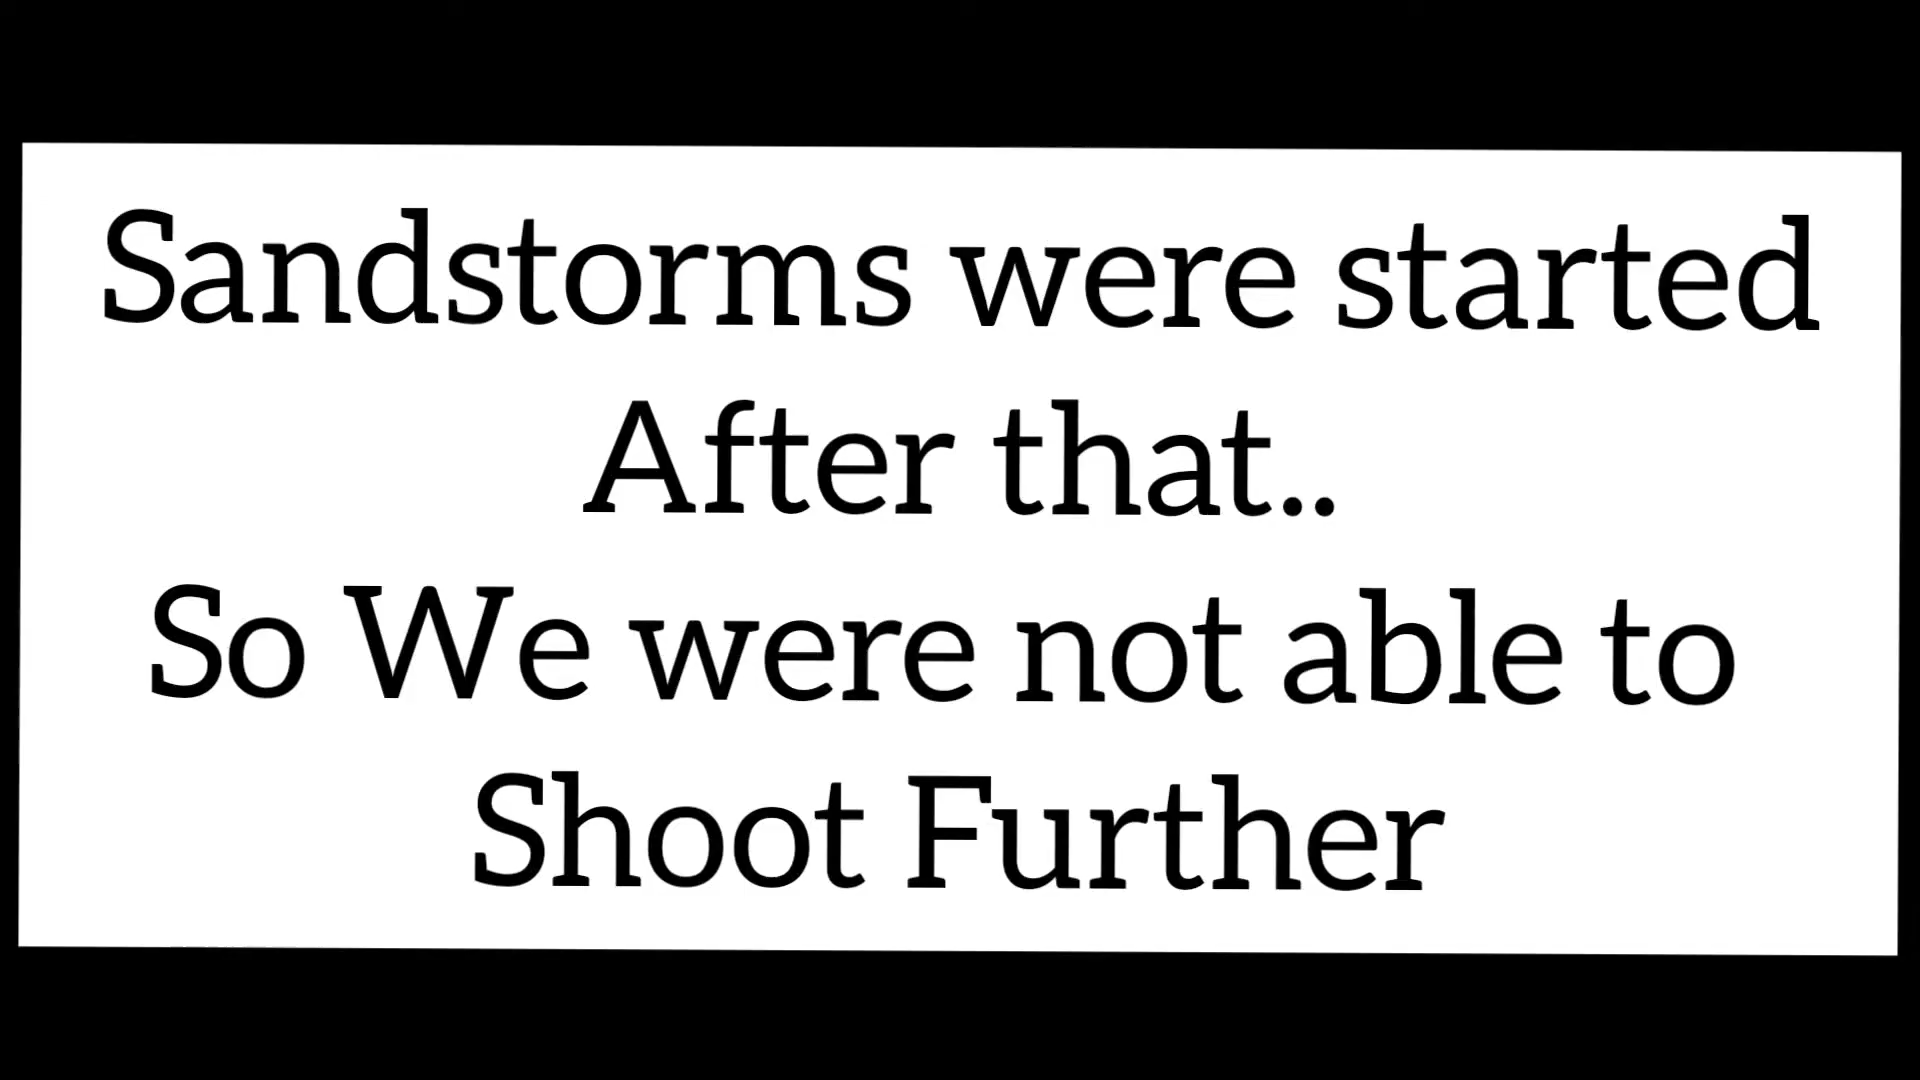 Sandstorms were started
After that..
So We were not able to
Shoot Further